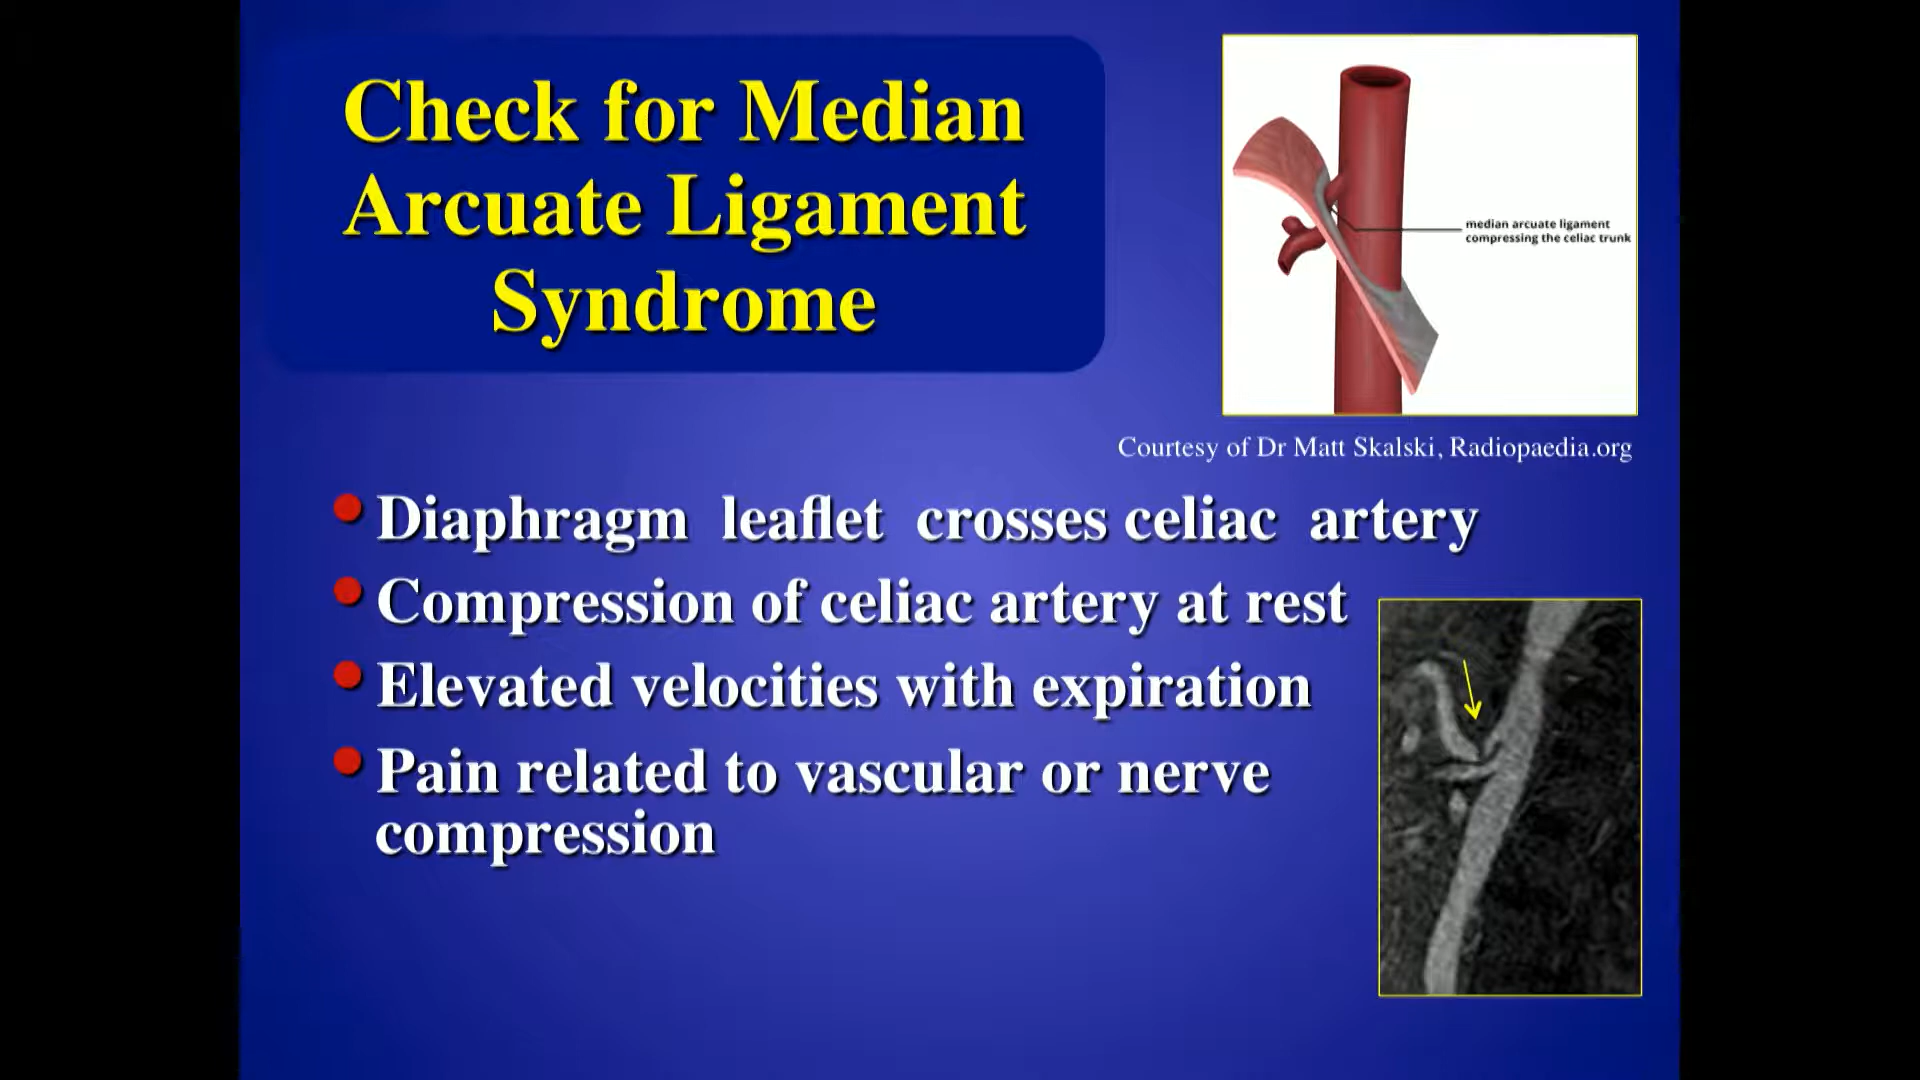 Check for Median
Arcuate Ligament
Syndrome
median arcuate ligament
compressing the celiac trunk
Courtesy of Dr Matt Skalski, Radiopaedia.org
Diaphragm leaflet crosses celiac artery
Compression of celiac artery at rest
Elevated velocities with expiration
Pain related to vascular or nerve
compression